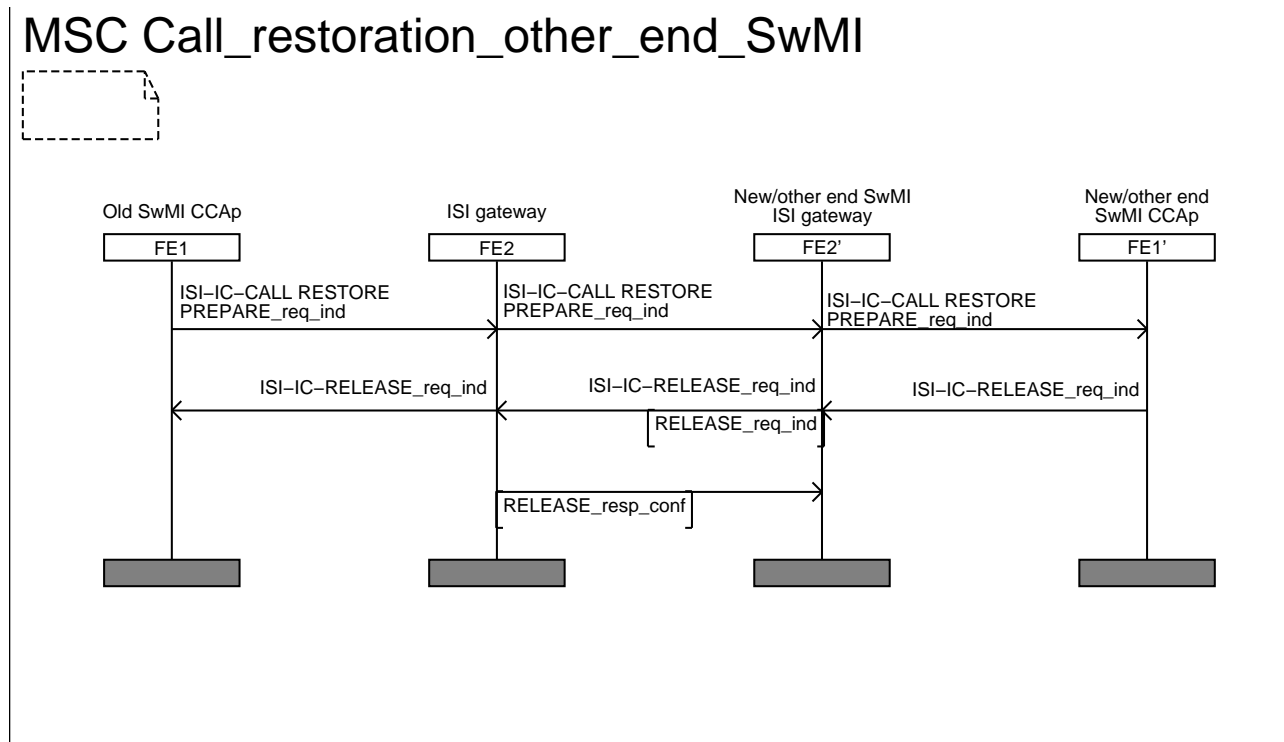 MSC Call_restoration_other_end_SwMI
Old SwMI CCAp
ISI gateway
New/other end SwMI
ISI gateway
New/other end
SwMI CCAp
FE1
FE2
FE2’
FE1’
ISI−IC−CALL RESTORE
PREPARE_req_ind
ISI−IC−CALL RESTORE
PREPARE_req_ind
ISI−IC−CALL RESTORE
PREPARE_req_ind
ISI−IC−RELEASE_req_ind
ISI−IC−RELEASE_req_ind
ISI−IC−RELEASE_req_ind
RELEASE_req_ind
RELEASE_resp_conf